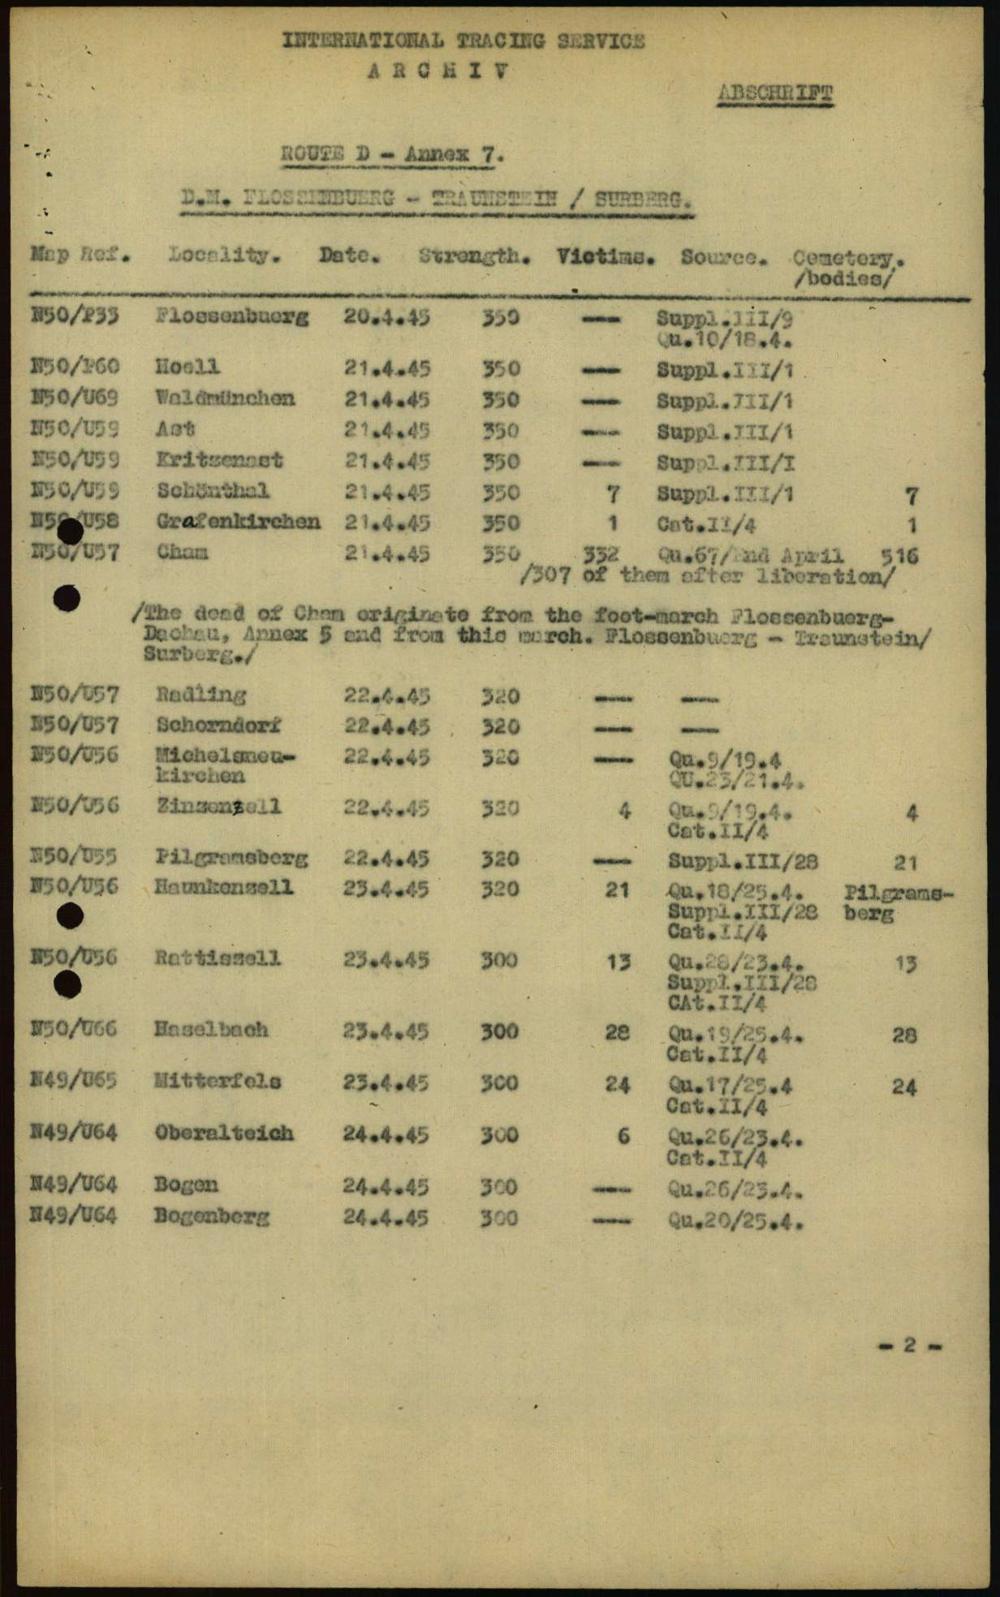 INTERNATIONAL TRACING SERVICE
A R C H I V
ABSCHRIFT
ROUTE D - Annex 7.
D.M. FLOSSENBUERG - TRAUNSTEIN / SURBERG.
Map Ref. Locality. Date. Strength. Victims. Source. Cemetery.
/bodies/
N50/P33 Flossenbuerg 20.4.45 350 --- Suppl.III/9
Qu.10/18.4.
N50/P60 Hoell 21.4.45 350 --- Suppl.III/1
N50/U69 Waldmünchen 21.4.45 350 --- Suppl.III/1
N50/U59 Ast 21.4.45 350 --- Suppl.III/1
N50/U59 Kritzenast 21.4.45 350 --- Suppl.III/I
N50/U59 Schönthal 21.4.45 350 7 Suppl.III/1 7
N50/U58 Grafenkirchen 21.4.45 350 1 Cat.II/4 1
N50/U57 Cham 21.4.45 350 332 Qu.67/End April 516
/307 of them after liberation/
/The dead of Cham originate from the foot-march Flossenbuerg-
Dachau, Annex 5 and from this march. Flossenbuerg - Traunstein/
Surberg./
N50/U57 Radling 22.4.45 320 --- ---
N50/U57 Schorndorf 22.4.45 320 --- ---
N50/U56 Michelsneu- 22.4.45 320 --- Qu.9/19.4
kirchen QU.23/21.4.
N50/U56 Zinzenzell 22.4.45 320 4 Qu.9/19.4. 4
Cat.II/4
N50/U55 Pilgramsberg 22.4.45 320 --- Suppl.III/28 21
N50/U56 Haunkenzell 23.4.45 320 21 Qu.18/25.4. Pilgrams-
Suppl.III/28 berg
Cat.II/4
N50/U56 Rattiszell 23.4.45 300 13 Qu.28/23.4. 13
Suppl.III/28
CAt.II/4
N50/U66 Haselbach 23.4.45 300 28 Qu.19/25.4. 28
Cat.II/4
N49/U65 Mitterfels 23.4.45 300 24 Qu.17/25.4 24
Cat.II/4
N49/U64 Oberalteich 24.4.45 300 6 Qu.26/23.4.
Cat.II/4
N49/U64 Bogen 24.4.45 300 --- Qu.26/23.4.
N49/U64 Bogenberg 24.4.45 300 --- Qu.20/25.4.
- 2 -